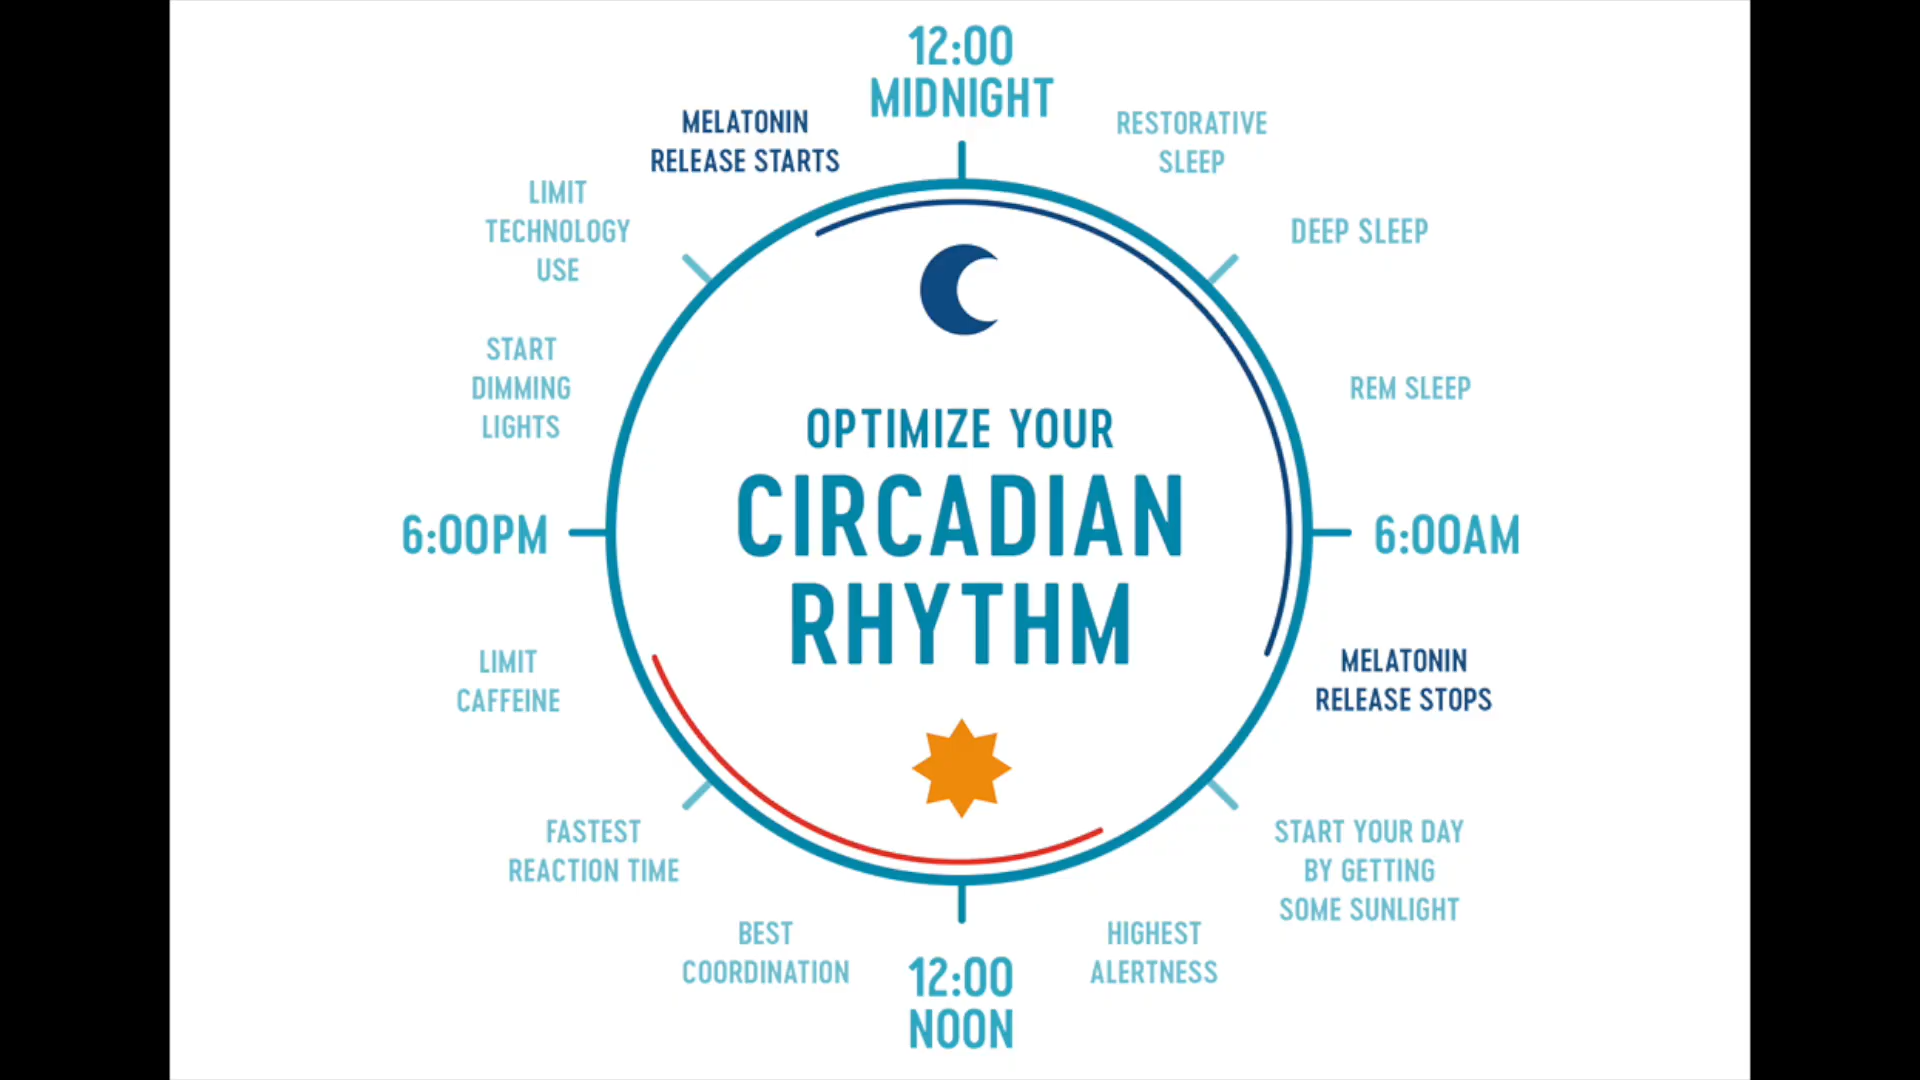 12:00
MIDNIGHT
MELATONIN
RELEASE STARTS
RESTORATIVE
SLEEP
LIMIT
TECHNOLOGY
USE
DEEP SLEEP
START
DIMMING
LIGHTS
REM SLEEP
OPTIMIZE YOUR
CIRCADIAN
RHYTHM
6:00PM
6:00AM
LIMIT
CAFFEINE
MELATONIN
RELEASE STOPS
FASTEST
REACTION TIME
START YOUR DAY
BY GETTING
SOME SUNLIGHT
BEST
COORDINATION
HIGHEST
ALERTNESS
12:00
NOON